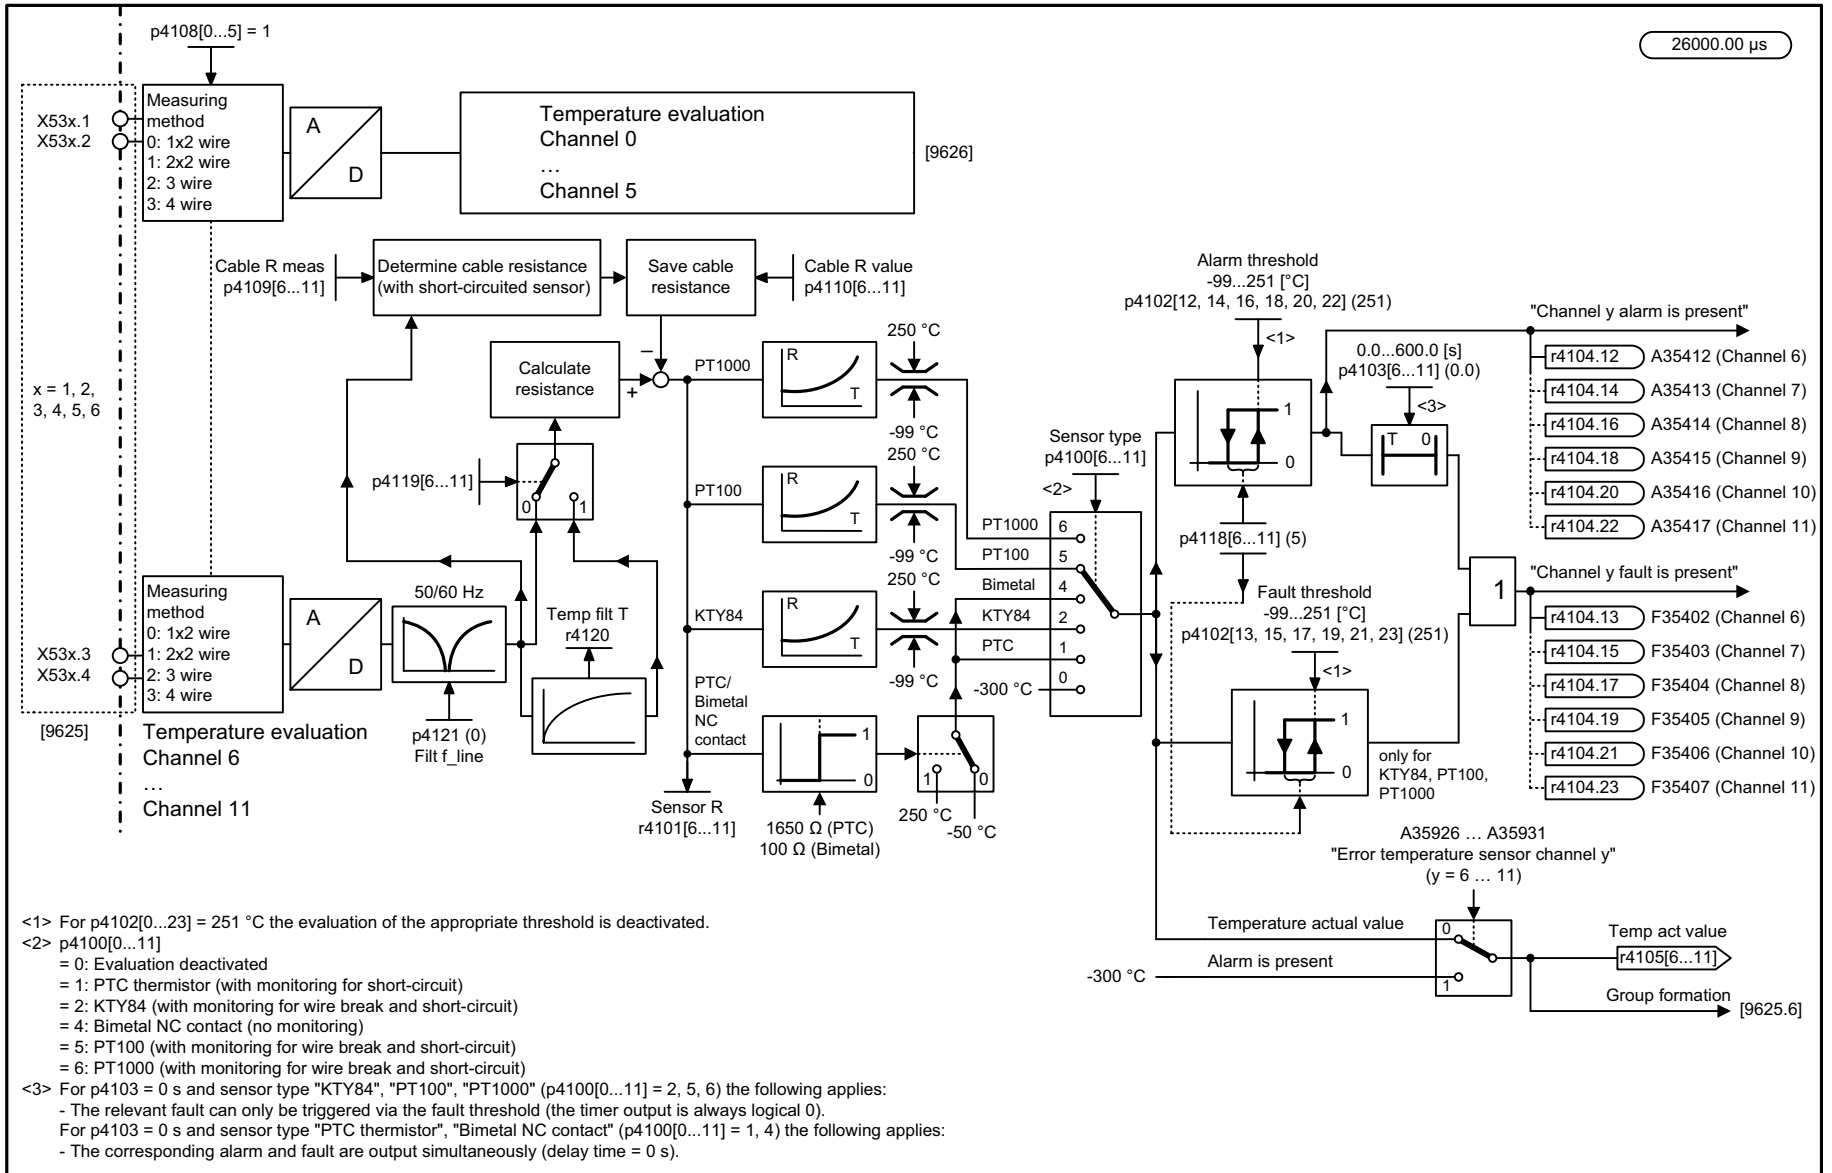 p4108[0...5] = 1
26000.00 µs
X53x.1
X53x.2
Measuring
method
0: 1x2 wire
1: 2x2 wire
2: 3 wire
3: 4 wire
A
D
Temperature evaluation
Channel 0
...
Channel 5
[9626]
x = 1, 2,
3, 4, 5, 6
Cable R meas
p4109[6...11]
Determine cable resistance
(with short-circuited sensor)
Save cable
resistance
Cable R value
p4110[6...11]
Calculate
resistance
–
+
p4119[6...11]
0
1
PT1000
R
T
250 °C
-99 °C
PT100
R
T
250 °C
-99 °C
KTY84
R
T
250 °C
-99 °C
PTC/
Bimetal
NC
contact
1
0
1650 Ω (PTC)
100 Ω (Bimetal)
1
0
250 °C
-50 °C
Sensor R
r4101[6...11]
X53x.3
X53x.4
[9625]
Measuring
method
0: 1x2 wire
1: 2x2 wire
2: 3 wire
3: 4 wire
A
D
50/60 Hz
p4121 (0)
Filt f_line
Temp filt T
r4120
Temperature evaluation
Channel 6
...
Channel 11
Sensor type
p4100[6...11]
<2>
PT1000
6
PT100
5
Bimetal
4
KTY84
2
PTC
1
-300 °C
0
Alarm threshold
-99...251 [°C]
p4102[12, 14, 16, 18, 20, 22] (251)
<1>
1
0
p4118[6...11] (5)
Fault threshold
-99...251 [°C]
p4102[13, 15, 17, 19, 21, 23] (251)
<1>
1
0
only for
KTY84, PT100,
PT1000
0.0...600.0 [s]
p4103[6...11] (0.0)
<3>
T
0
1
"Channel y alarm is present"
r4104.12 A35412 (Channel 6)
r4104.14 A35413 (Channel 7)
r4104.16 A35414 (Channel 8)
r4104.18 A35415 (Channel 9)
r4104.20 A35416 (Channel 10)
r4104.22 A35417 (Channel 11)
"Channel y fault is present"
r4104.13 F35402 (Channel 6)
r4104.15 F35403 (Channel 7)
r4104.17 F35404 (Channel 8)
r4104.19 F35405 (Channel 9)
r4104.21 F35406 (Channel 10)
r4104.23 F35407 (Channel 11)
A35926 … A35931
"Error temperature sensor channel y"
(y = 6 … 11)
Temperature actual value
0
-300 °C
Alarm is present
1
Temp act value
r4105[6...11]
Group formation
[9625.6]
<1> For p4102[0...23] = 251 °C the evaluation of the appropriate threshold is deactivated.
<2> p4100[0...11]
= 0: Evaluation deactivated
= 1: PTC thermistor (with monitoring for short-circuit)
= 2: KTY84 (with monitoring for wire break and short-circuit)
= 4: Bimetal NC contact (no monitoring)
= 5: PT100 (with monitoring for wire break and short-circuit)
= 6: PT1000 (with monitoring for wire break and short-circuit)
<3> For p4103 = 0 s and sensor type "KTY84", "PT100", "PT1000" (p4100[0...11] = 2, 5, 6) the following applies:
- The relevant fault can only be triggered via the fault threshold (the timer output is always logical 0).
For p4103 = 0 s and sensor type "PTC thermistor", "Bimetal NC contact" (p4100[0...11] = 1, 4) the following applies:
- The corresponding alarm and fault are output simultaneously (delay time = 0 s).